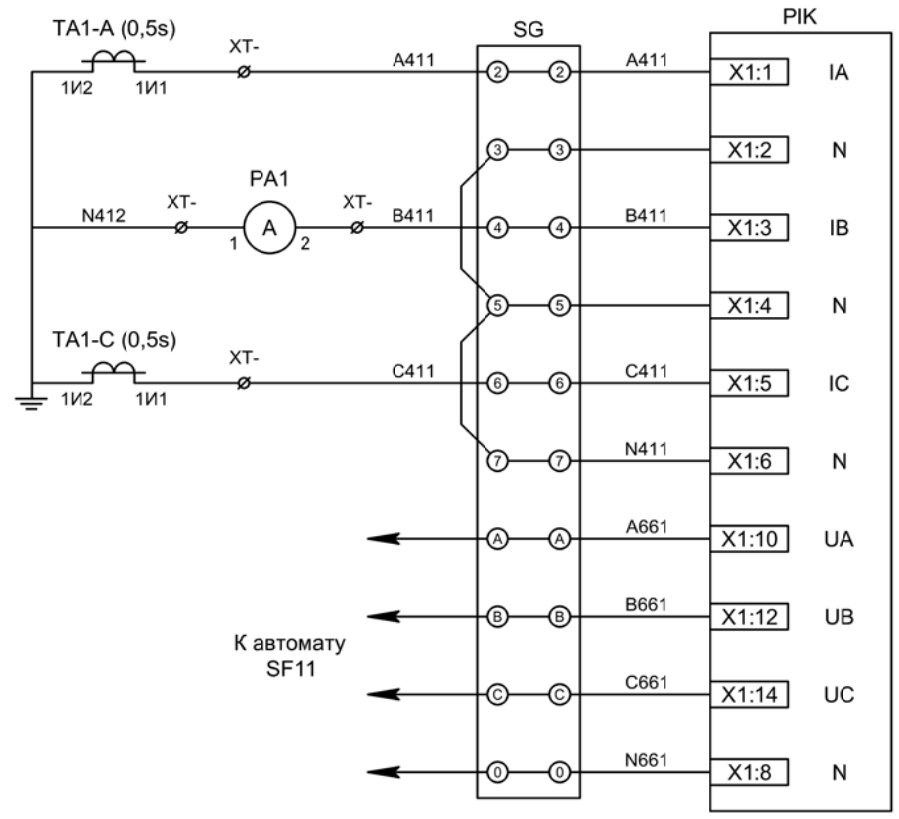 PIK
SG
TA1-A (0,5s)
XT-
A411
1И2 1И1
2 2
A411
X1:1 IA
3 3
X1:2 N
PA1
N412
XT-
A
1 2
XT-
B411
4 4
B411
X1:3 IB
5 5
X1:4 N
TA1-C (0,5s)
XT-
C411
1И2 1И1
6 6
C411
X1:5 IC
7 7
N411
X1:6 N
A A
A661
X1:10 UA
B B
B661
X1:12 UB
К автомату
SF11
C C
C661
X1:14 UC
0 0
N661
X1:8 N